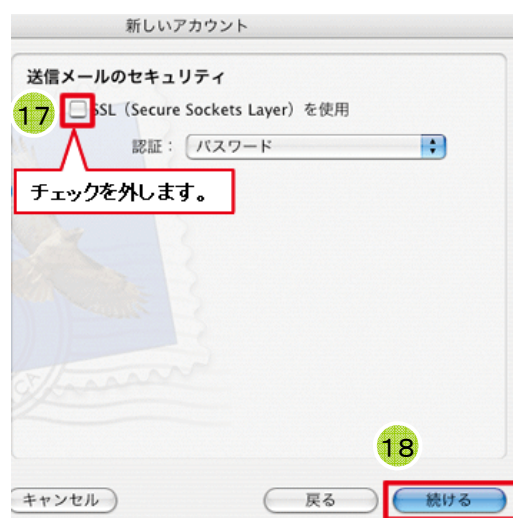 新しいアカウント
送信メールのセキュリティ
17 SSL（Secure Sockets Layer）を使用
認証： パスワード
チェックを外します。
CA
18
キャンセル 戻る 続ける